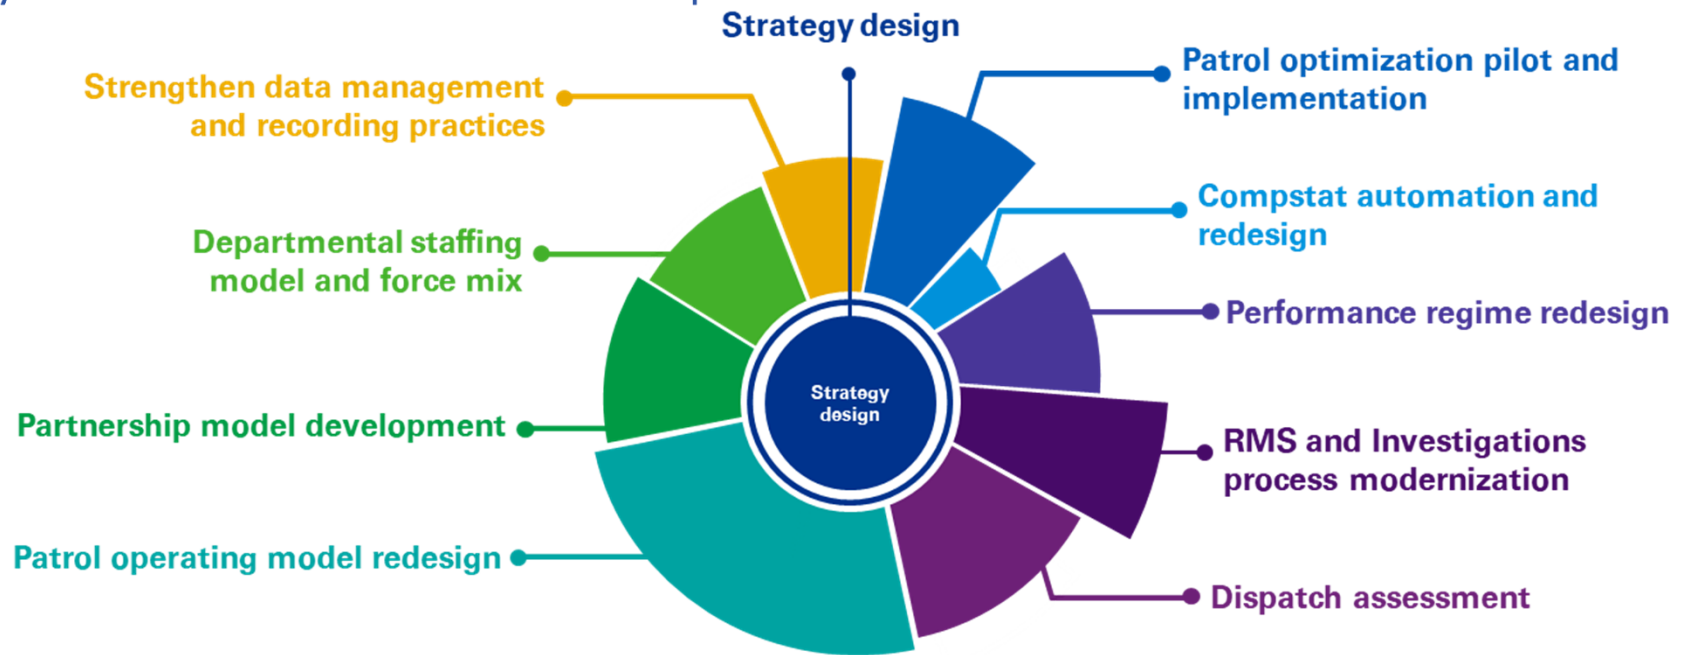 Strategy design
Patrol optimization pilot and
implementation
Strengthen data management
and recording practices
Compstat automation and
redesign
Departmental staffing
model and force mix
Performance regime redesign
Strategy
design
Partnership model development
RMS and Investigations
process modernization
Patrol operating model redesign
Dispatch assessment